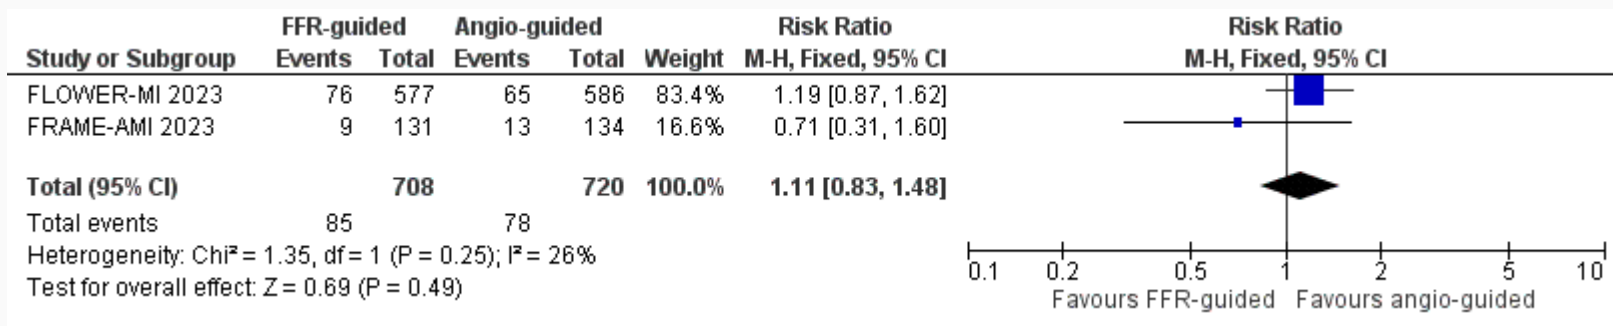 FFR-guided Angio-guided Risk Ratio Risk Ratio
Study or Subgroup Events Total Events Total Weight M-H, Fixed, 95% CI M-H, Fixed, 95% CI
FLOWER-MI 2023 76 577 65 586 83.4% 1.19 [0.87, 1.62]
FRAME-AMI 2023 9 131 13 134 16.6% 0.71 [0.31, 1.60]
Total (95% CI) 708 720 100.0% 1.11 [0.83, 1.48]
Total events 85 78
Heterogeneity: Chi² = 1.35, df = 1 (P = 0.25); I² = 26%
Test for overall effect: Z = 0.69 (P = 0.49)
0.1 0.2 0.5 1 2 5 10
Favours FFR-guided Favours angio-guided